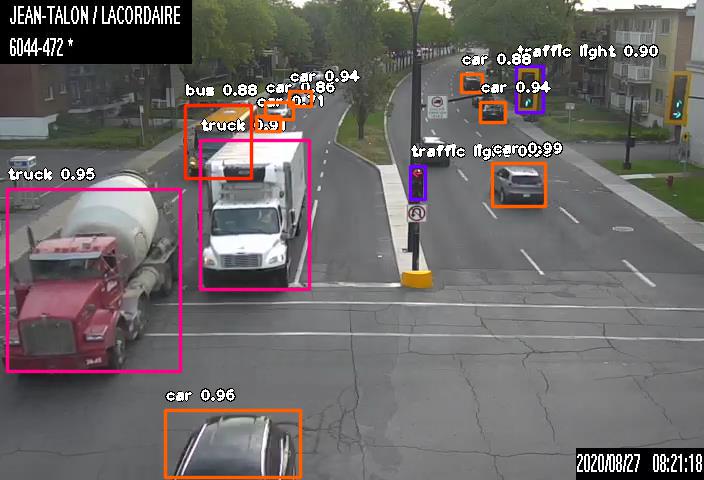 JEAN-TALON / LACORDAIRE
6044-472 *
car 0.94
car 0.88
traffic light 0.90
bus 0.88
car 0.86
car 0.94
truck 0.91
traffic light
car 0.99
truck 0.95
car 0.96
2020/08/27 08:21:18